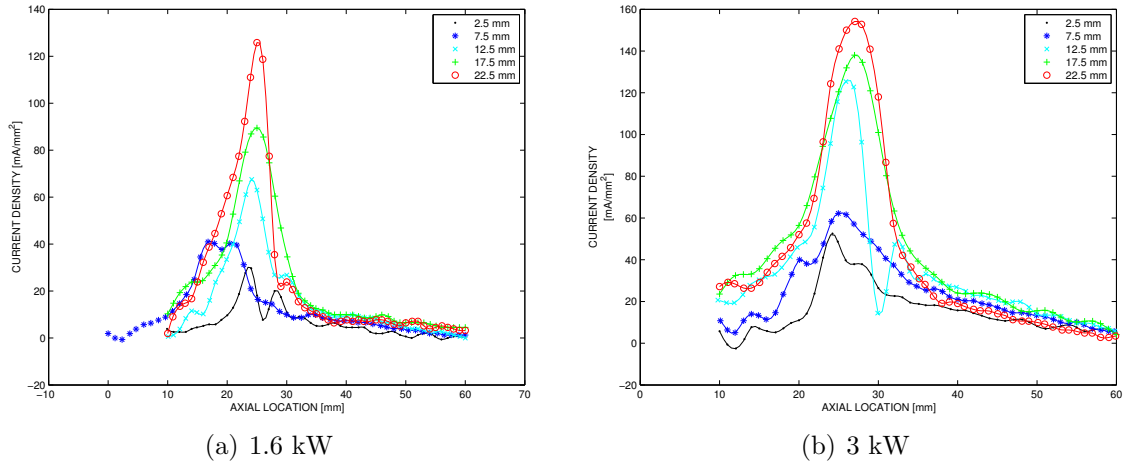 140
120
100
80
60
40
20
0
−20
−10
0
10
20
30
40
50
60
70
CURRENT DENSITY [mA/mm²]
AXIAL LOCATION [mm]
2.5 mm
7.5 mm
12.5 mm
17.5 mm
22.5 mm
(a) 1.6 kW
160
140
120
100
80
60
40
20
0
−20
0
10
20
30
40
50
60
CURRENT DENSITY
[mA/mm²]
AXIAL LOCATION [mm]
2.5 mm
7.5 mm
12.5 mm
17.5 mm
22.5 mm
(b) 3 kW